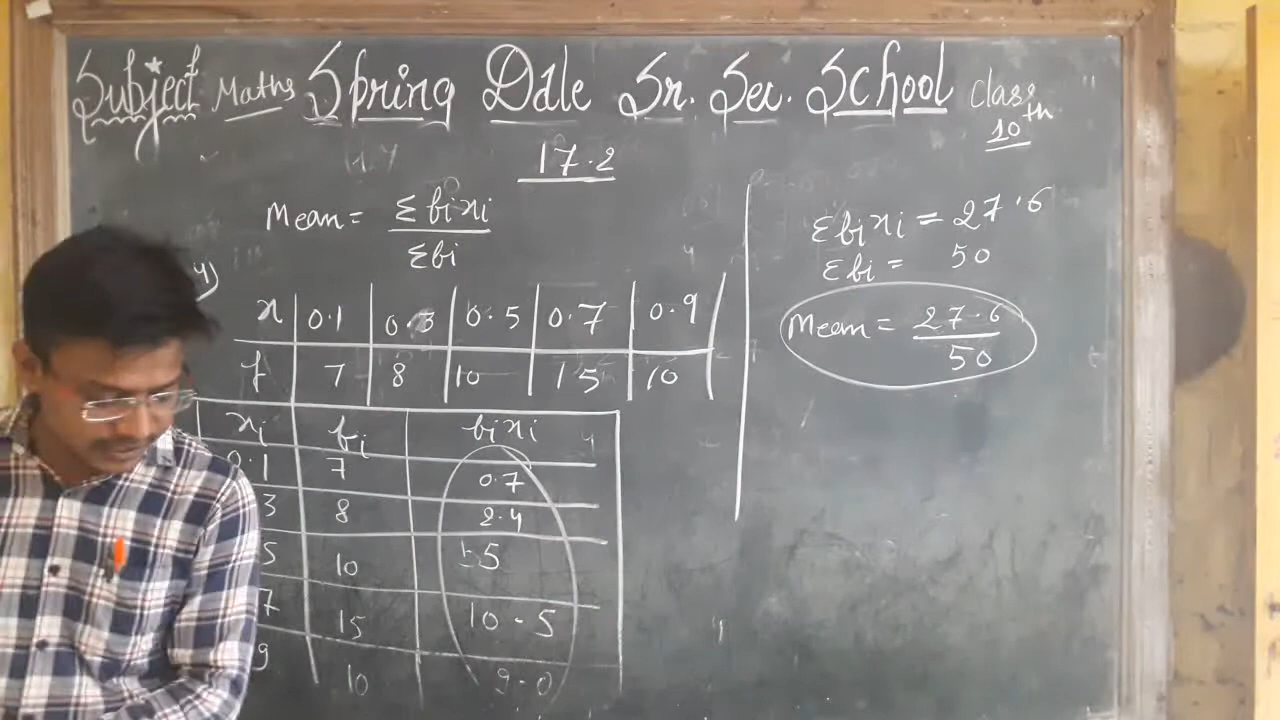 Subject Maths Spring Dale Sr. Sec. School Class 10th
17.2
Mean = Σfixi / Σfi
4)
x 0.1 0.3 0.5 0.7 0.9
f 7 8 10 15 10
xi fi fixi
0.1 7 0.7
3 8 2.4
5 10 5
7 15 10.5
9 10 9.0
Σfixi = 27.6
Σfi = 50
Mean = 27.6 / 50